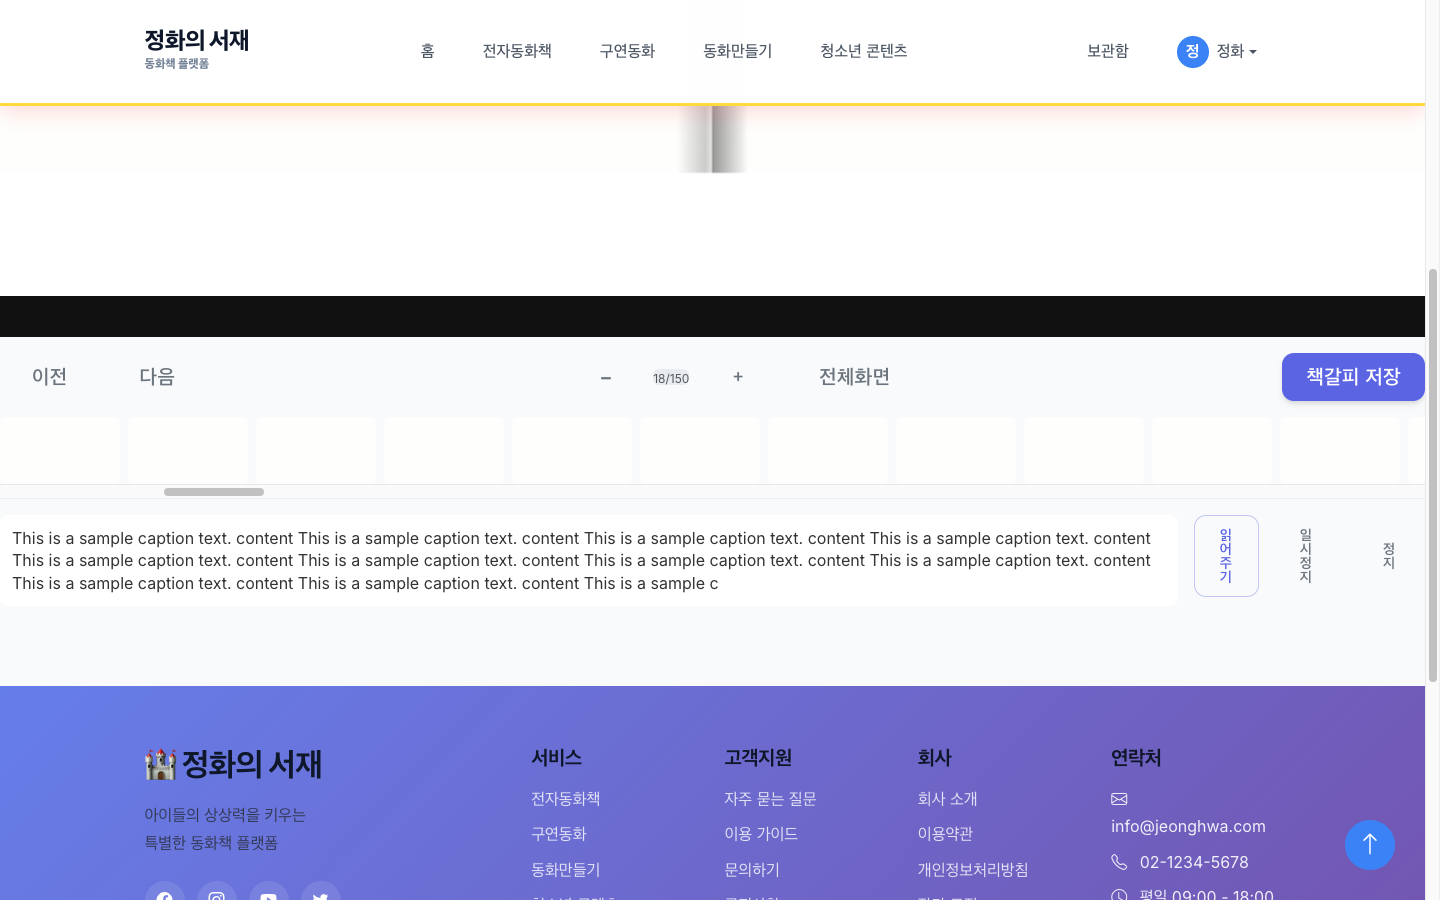 정화의 서재
동화책 플랫폼
홈 전자동화책 구연동화 동화만들기 청소년 콘텐츠 보관함 정 정화
이전 다음 − 18/150 + 전체화면 책갈피 저장
This is a sample caption text. content This is a sample caption text. content This is a sample caption text. content This is a sample caption text. content
This is a sample caption text. content This is a sample caption text. content This is a sample caption text. content This is a sample caption text. content
This is a sample caption text. content This is a sample caption text. content This is a sample c
읽어주기
일시정지
정지
정화의 서재
아이들의 상상력을 키우는
특별한 동화책 플랫폼
서비스
전자동화책
구연동화
동화만들기
고객지원
자주 묻는 질문
이용 가이드
문의하기
회사
회사 소개
이용약관
개인정보처리방침
연락처
info@jeonghwa.com
02-1234-5678
평일 09:00 - 18:00